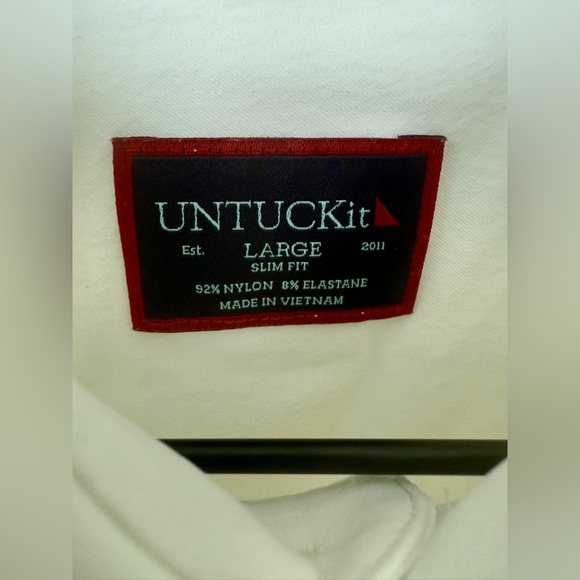 UNTUCKit
Est. LARGE 2011
SLIM FIT
92% NYLON 8% ELASTANE
MADE IN VIETNAM